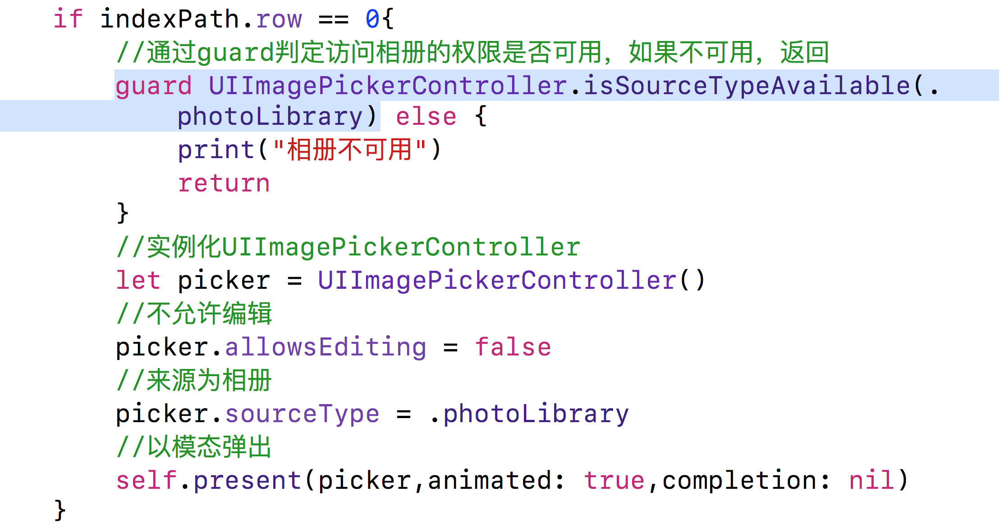 if indexPath.row == 0{
//通过guard判定访问相册的权限是否可用，如果不可用，返回
guard UIImagePickerController.isSourceTypeAvailable(.
photoLibrary) else {
print("相册不可用")
return
}
//实例化UIImagePickerController
let picker = UIImagePickerController()
//不允许编辑
picker.allowsEditing = false
//来源为相册
picker.sourceType = .photoLibrary
//以模态弹出
self.present(picker,animated: true,completion: nil)
}